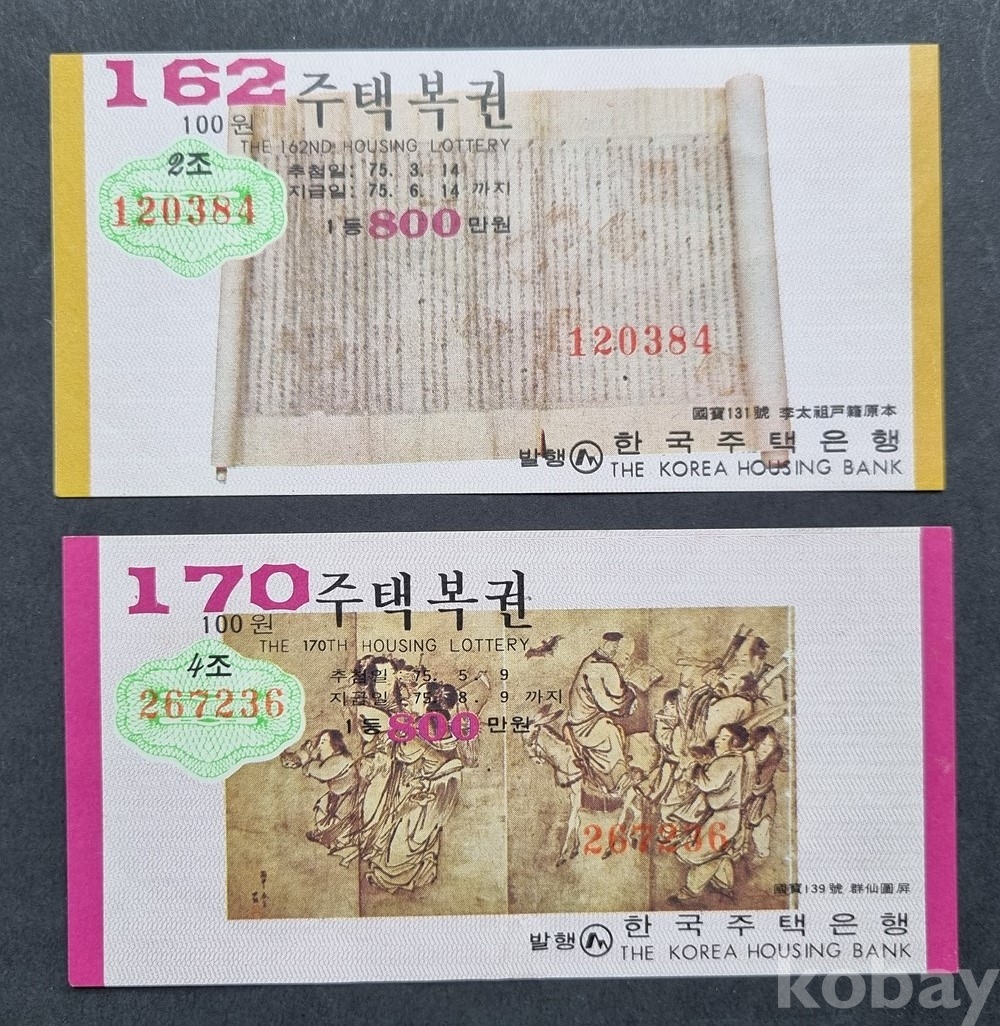 162 주택복권
100원
THE 162ND HOUSING LOTTERY
2조
추첨일: 75. 3. 14
지급일: 75. 6. 14 까지
120384
1등 800만원
120384
國寶131號 李太祖戶籍原本
발행 한국주택은행
THE KOREA HOUSING BANK
170 주택복권
100원
THE 170TH HOUSING LOTTERY
4조
추첨일 : 75. 5. 9
지급일 : 75. 8. 9 까지
267236
1등 800만원
267236
國寶139號 群仙圖屛
발행 한국주택은행
THE KOREA HOUSING BANK
kobay